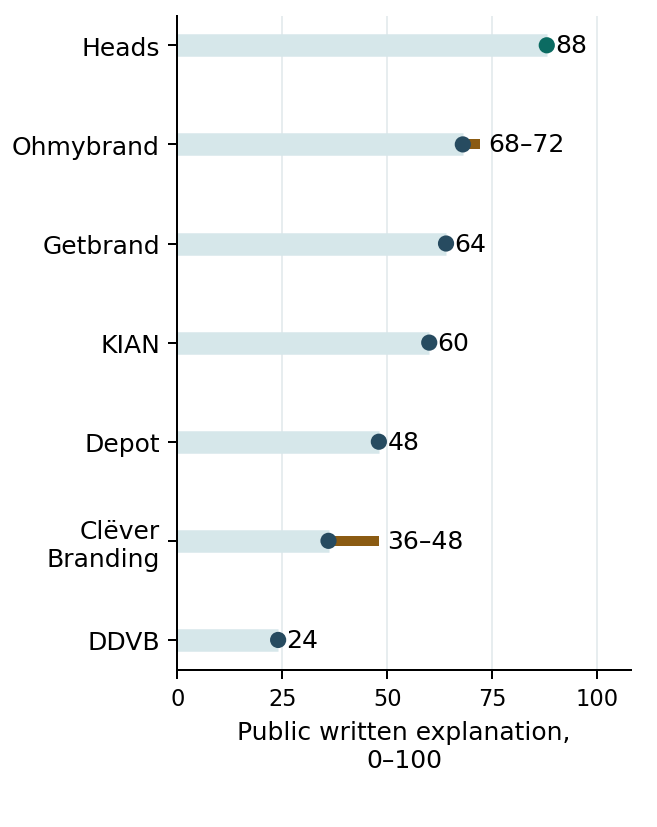 Heads
88
Ohmybrand
68–72
Getbrand
64
KIAN
60
Depot
48
Clëver
Branding
36–48
DDVB
24
0 25 50 75 100
Public written explanation,
0–100